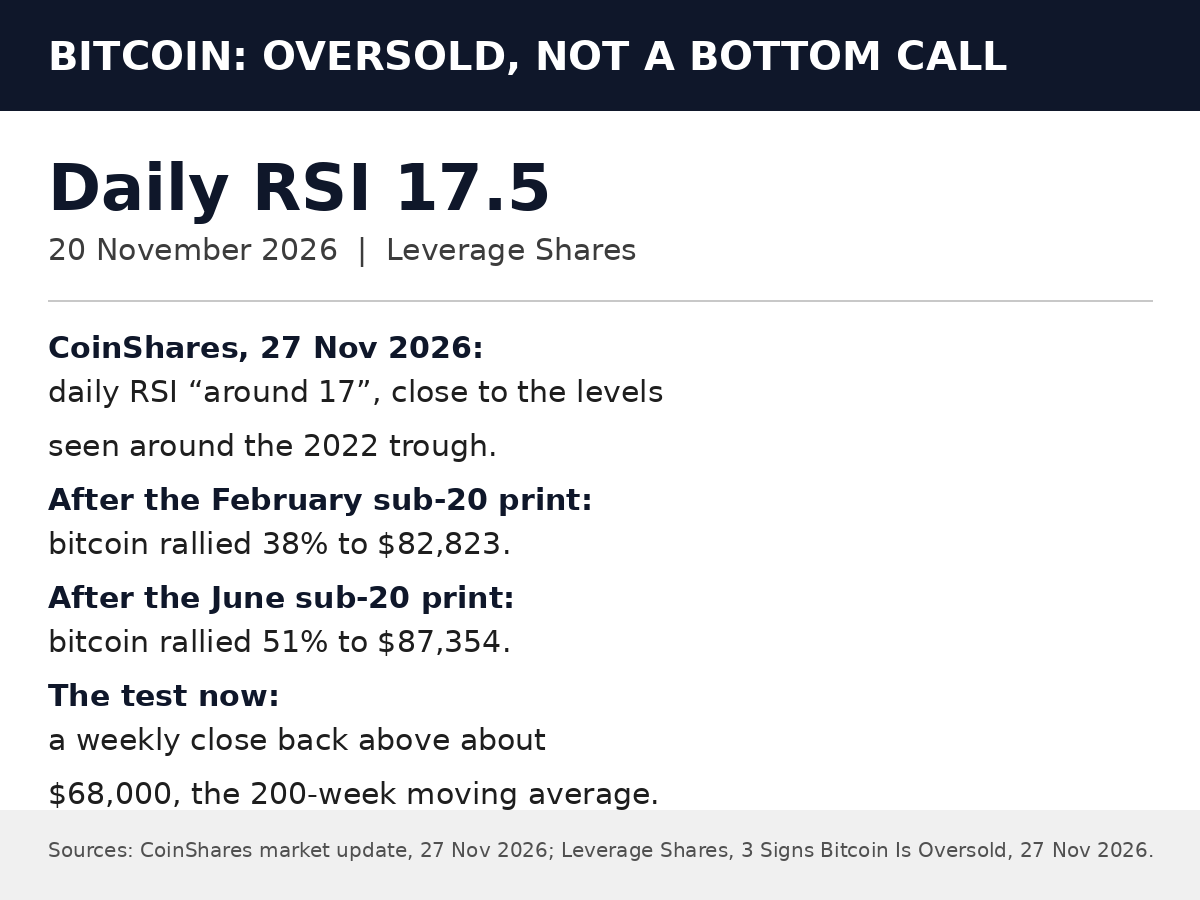 BITCOIN: OVERSOLD, NOT A BOTTOM CALL
Daily RSI 17.5
20 November 2026 | Leverage Shares
CoinShares, 27 Nov 2026:
daily RSI “around 17”, close to the levels
seen around the 2022 trough.
After the February sub-20 print:
bitcoin rallied 38% to $82,823.
After the June sub-20 print:
bitcoin rallied 51% to $87,354.
The test now:
a weekly close back above about
$68,000, the 200-week moving average.
Sources: CoinShares market update, 27 Nov 2026; Leverage Shares, 3 Signs Bitcoin Is Oversold, 27 Nov 2026.